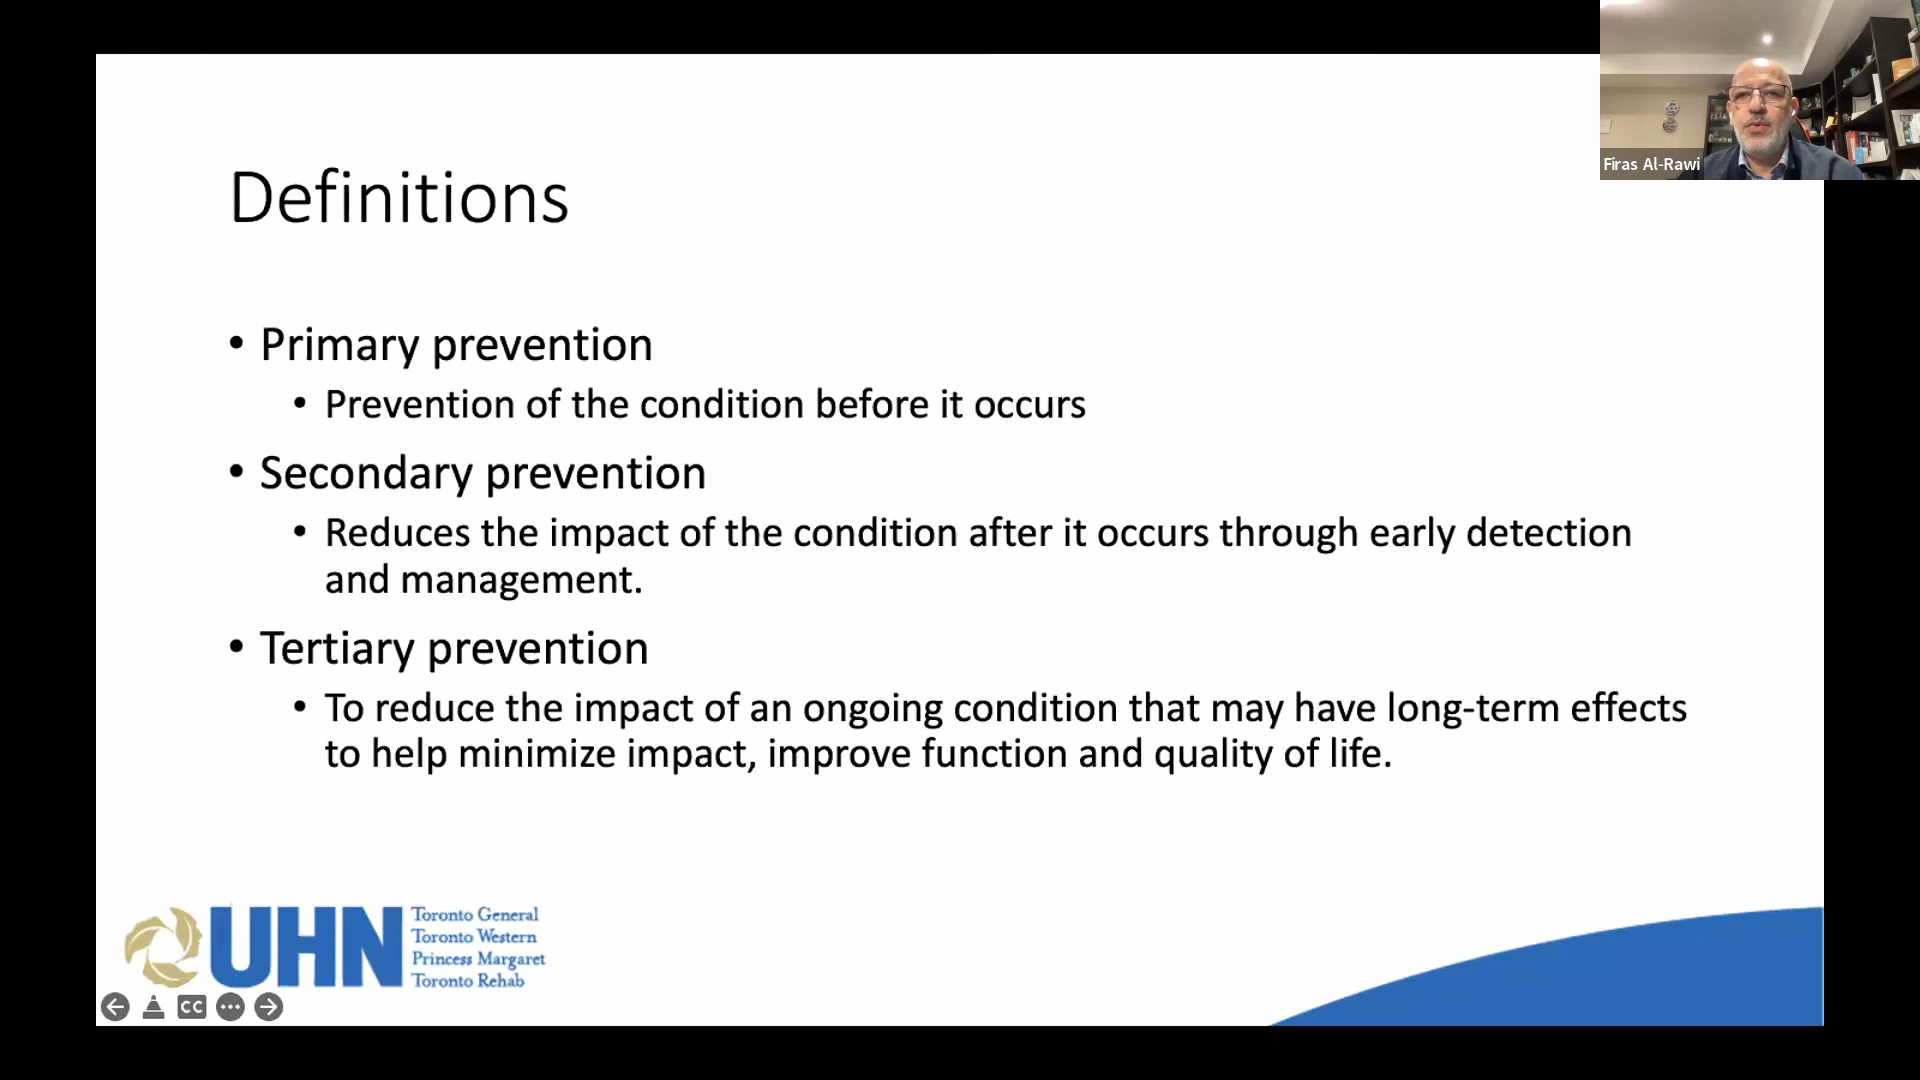 Firas Al-Rawi
Definitions
• Primary prevention
• Prevention of the condition before it occurs
• Secondary prevention
• Reduces the impact of the condition after it occurs through early detection
and management.
• Tertiary prevention
• To reduce the impact of an ongoing condition that may have long-term effects
to help minimize impact, improve function and quality of life.
UHN
Toronto General
Toronto Western
Princess Margaret
Toronto Rehab
CC